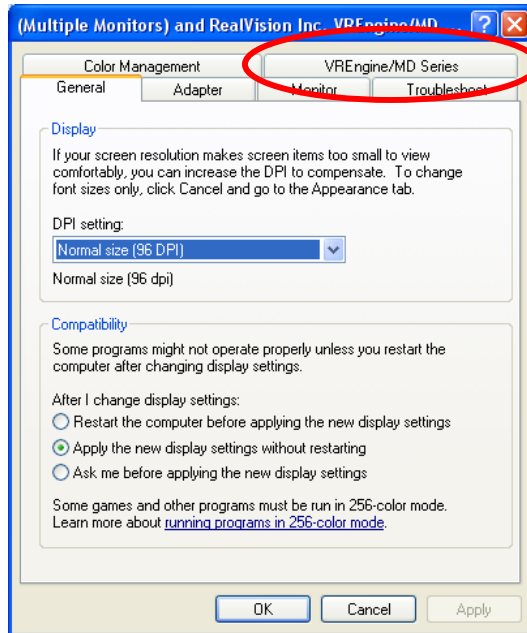 (Multiple Monitors) and RealVision Inc. VREngine/MD ...
Color Management
VREngine/MD Series
General
Adapter
Monitor
Troubleshoot
Display
If your screen resolution makes screen items too small to view
comfortably, you can increase the DPI to compensate. To change
font sizes only, click Cancel and go to the Appearance tab.
DPI setting:
Normal size (96 DPI)
Normal size (96 dpi)
Compatibility
Some programs might not operate properly unless you restart the
computer after changing display settings.
After I change display settings:
Restart the computer before applying the new display settings
Apply the new display settings without restarting
Ask me before applying the new display settings
Some games and other programs must be run in 256-color mode.
Learn more about running programs in 256-color mode.
OK
Cancel
Apply